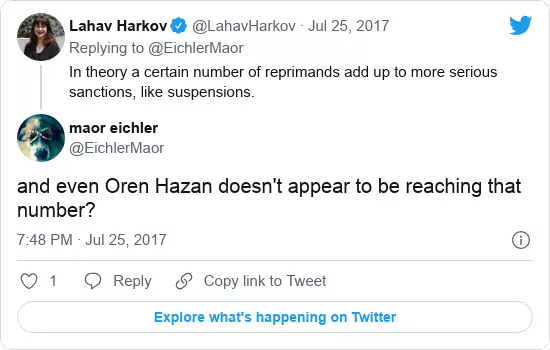 Lahav Harkov @LahavHarkov · Jul 25, 2017
Replying to @EichlerMaor
In theory a certain number of reprimands add up to more serious
sanctions, like suspensions.
maor eichler
@EichlerMaor
and even Oren Hazan doesn't appear to be reaching that
number?
7:48 PM · Jul 25, 2017
1 Reply Copy link to Tweet
Explore what's happening on Twitter